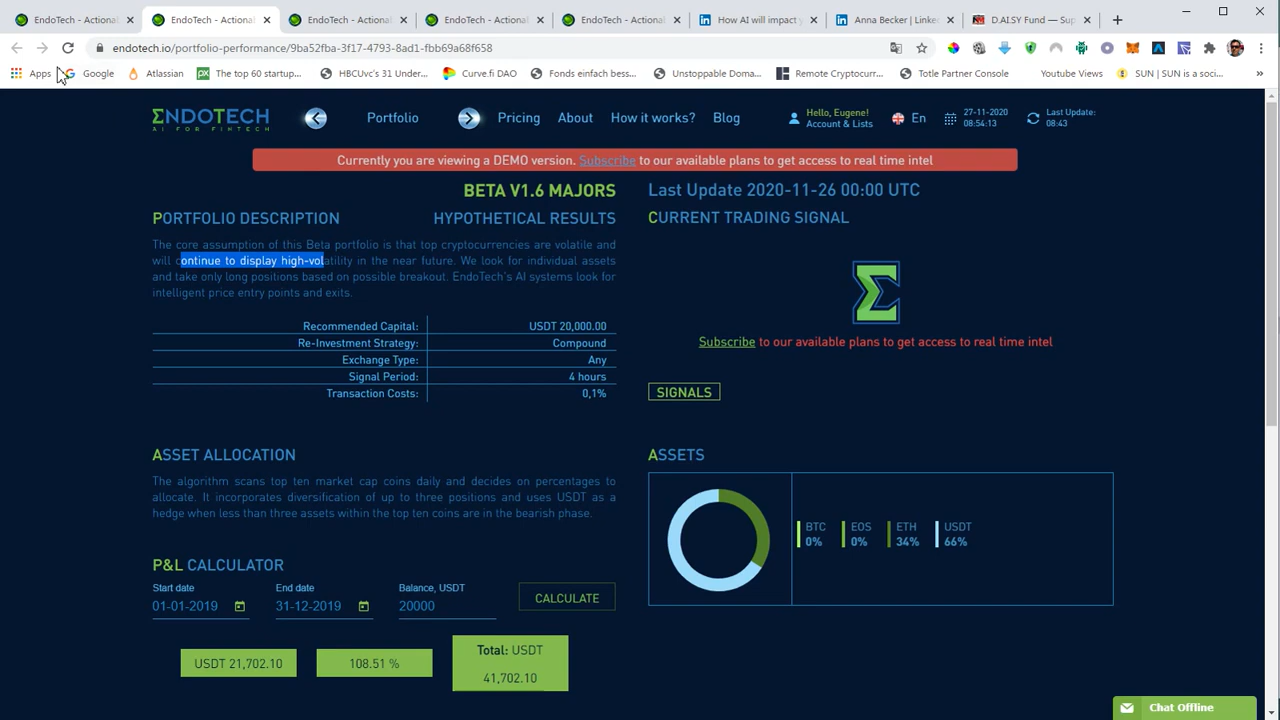 EndoTech - Actional
EndoTech - Actional
EndoTech - Actional
EndoTech - Actional
EndoTech - Actional
How AI will impact y
Anna Becker | Linke
D.AI.SY Fund — Sup
endotech.io/portfolio-performance/9ba52fba-3f17-4793-8ad1-fbb69a68f658
Apps
Google
Atlassian
The top 60 startup...
HBCUv2's 31 Under...
Curve.fi DAO
Fonds einfach bess...
Unstoppable Doma...
Remote Cryptocurr...
Totle Partner Console
Youtube Views
SUN | SUN is a soci...
ENDOTECH
AI FOR FINTECH
Portfolio
Pricing
About
How it works?
Blog
Hello, Eugene!
Account & Lists
En
27-11-2020
08:54:13
Last Update:
08:43
Currently you are viewing a DEMO version. Subscribe to our available plans to get access to real time intel
BETA V1.6 MAJORS
PORTFOLIO DESCRIPTION
HYPOTHETICAL RESULTS
The core assumption of this Beta portfolio is that top cryptocurrencies are volatile and
will continue to display high-volatility in the near future. We look for individual assets
and take only long positions based on possible breakout. EndoTech's AI systems look for
intelligent price entry points and exits.
Recommended Capital: USDT 20,000.00
Re-Investment Strategy: Compound
Exchange Type: Any
Signal Period: 4 hours
Transaction Costs: 0,1%
Last Update 2020-11-26 00:00 UTC
CURRENT TRADING SIGNAL
Subscribe to our available plans to get access to real time intel
SIGNALS
ASSET ALLOCATION
The algorithm scans top ten market cap coins daily and decides on percentages to
allocate. It incorporates diversification of up to three positions and uses USDT as a
hedge when less than three assets within the top ten coins are in the bearish phase.
ASSETS
BTC
0%
EOS
0%
ETH
34%
USDT
66%
P&L CALCULATOR
Start date
01-01-2019
End date
31-12-2019
Balance, USDT
20000
CALCULATE
USDT 21,702.10
108.51 %
Total: USDT
41,702.10
Chat Offline